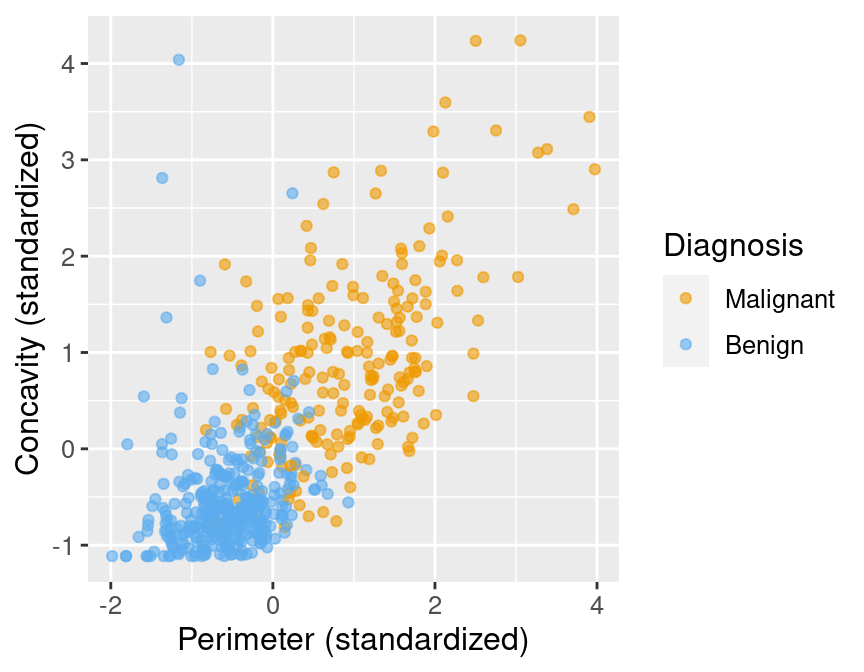 4
3
2
1
0
-1
Concavity (standardized)
-2 0 2 4
Perimeter (standardized)
Diagnosis
Malignant
Benign